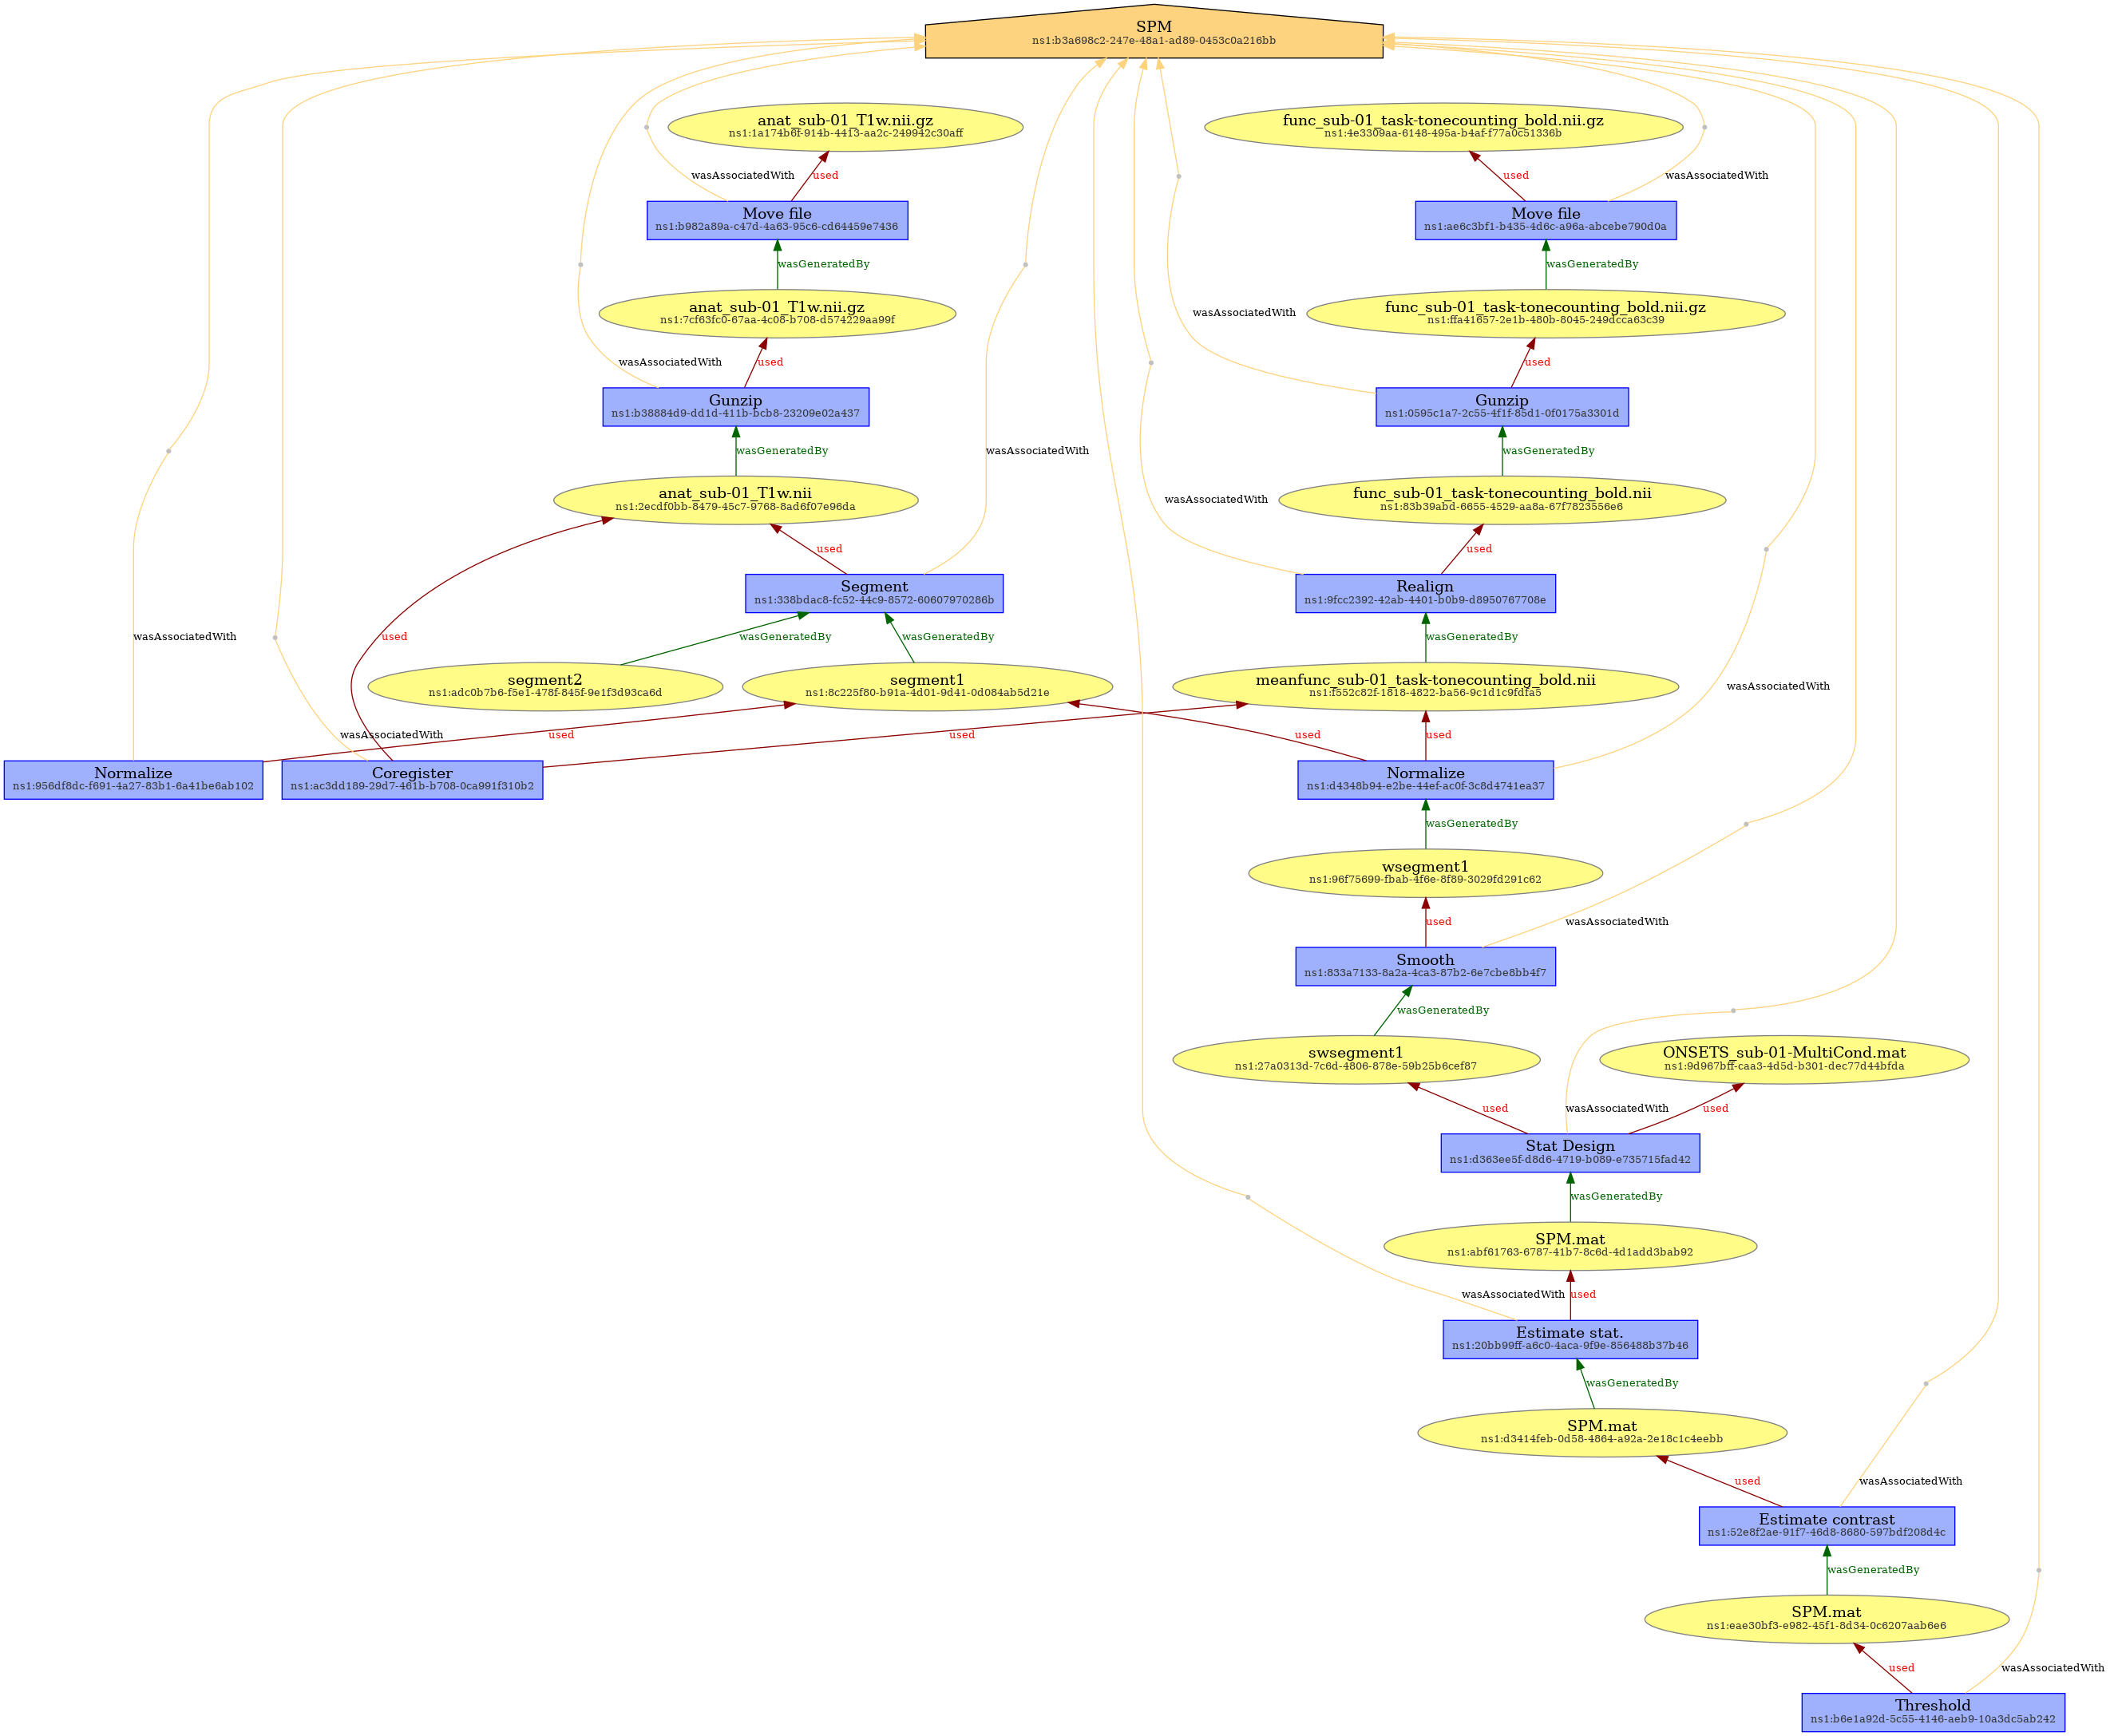 SPM
ns1:b3a698c2-247e-48a1-ad89-0453c0a216bb
anat_sub-01_T1w.nii.gz
ns1:1a174b6f-914b-4413-aa2c-249942c30aff
func_sub-01_task-tonecounting_bold.nii.gz
ns1:4e3309aa-6148-495a-b4af-f77a0c51336b
wasAssociatedWith
used
used
wasAssociatedWith
Move file
ns1:b982a89a-c47d-4a63-95c6-cd64459e7436
Move file
ns1:ae6c3bf1-b435-4d6c-a96a-abcebe790d0a
wasGeneratedBy
wasGeneratedBy
anat_sub-01_T1w.nii.gz
ns1:7cf63fc0-67aa-4c08-b708-d574229aa99f
wasAssociatedWith
func_sub-01_task-tonecounting_bold.nii.gz
ns1:ffa41657-2e1b-480b-8045-249dcca63c39
wasAssociatedWith
used
used
Gunzip
ns1:b38884d9-dd1d-411b-bcb8-23209e02a437
Gunzip
ns1:0595c1a7-2c55-4f1f-85d1-0f0175a3301d
wasGeneratedBy
wasAssociatedWith
wasGeneratedBy
anat_sub-01_T1w.nii
ns1:2ecdf0bb-8479-45c7-9768-8ad6f07e96da
wasAssociatedWith
func_sub-01_task-tonecounting_bold.nii
ns1:83b39abd-6655-4529-aa8a-67f7823556e6
used
used
Segment
ns1:338bdac8-fc52-44c9-8572-60607970286b
Realign
ns1:9fcc2392-42ab-4401-b0b9-d8950767708e
wasAssociatedWith
used
wasGeneratedBy
wasGeneratedBy
wasGeneratedBy
segment2
ns1:adc0b7b6-f5e1-478f-845f-9e1f3d93ca6d
segment1
ns1:8c225f80-b91a-4d01-9d41-0d084ab5d21e
meanfunc_sub-01_task-tonecounting_bold.nii
ns1:f552c82f-1818-4822-ba56-9c1d1c9fdfa5
wasAssociatedWith
wasAssociatedWith
used
used
used
used
Normalize
ns1:956df8dc-f691-4a27-83b1-6a41be6ab102
Coregister
ns1:ac3dd189-29d7-461b-b708-0ca991f310b2
Normalize
ns1:d4348b94-e2be-44ef-ac0f-3c8d4741ea37
wasGeneratedBy
wsegment1
ns1:96f75699-fbab-4f6e-8f89-3029fd291c62
used
wasAssociatedWith
Smooth
ns1:833a7133-8a2a-4ca3-87b2-6e7cbe8bb4f7
wasGeneratedBy
swsegment1
ns1:27a0313d-7c6d-4806-878e-59b25b6cef87
ONSETS_sub-01-MultiCond.mat
ns1:9d967bff-caa3-4d5d-b301-dec77d44bfda
used
wasAssociatedWith
used
Stat Design
ns1:d363ee5f-d8d6-4719-b089-e735715fad42
wasGeneratedBy
SPM.mat
ns1:abf61763-6787-41b7-8c6d-4d1add3bab92
wasAssociatedWith
used
Estimate stat.
ns1:20bb99ff-a6c0-4aca-9f9e-856488b37b46
wasGeneratedBy
SPM.mat
ns1:d3414feb-0d58-4864-a92a-2e18c1c4eebb
used
wasAssociatedWith
Estimate contrast
ns1:52e8f2ae-91f7-46d8-8680-597bdf208d4c
wasGeneratedBy
SPM.mat
ns1:eae30bf3-e982-45f1-8d34-0c6207aab6e6
used
wasAssociatedWith
Threshold
ns1:b6e1a92d-5c55-4146-aeb9-10a3dc5ab242